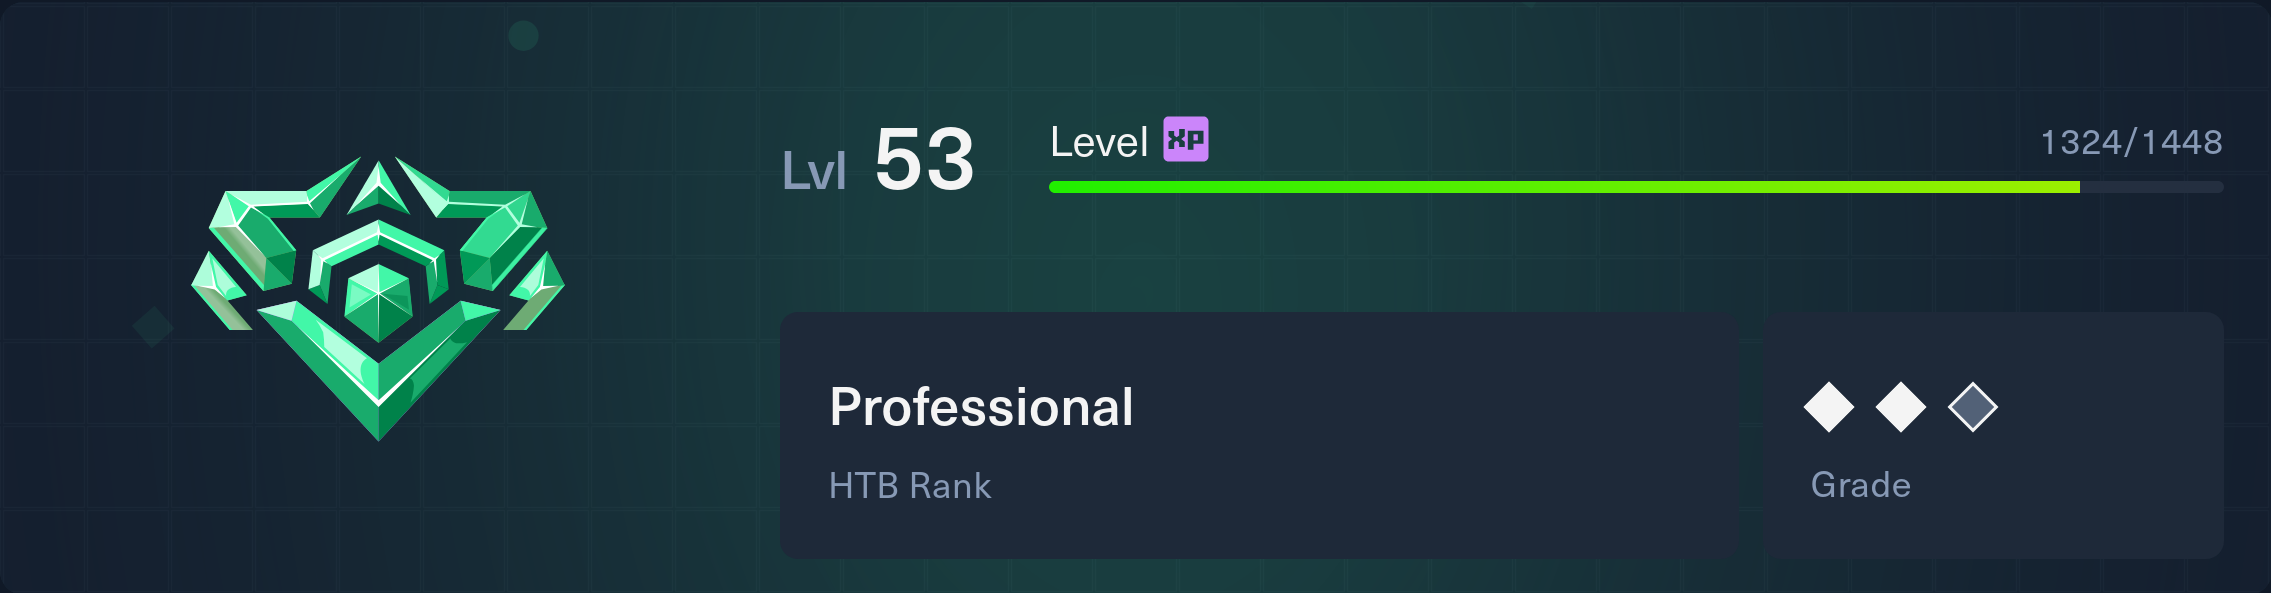 Lvl 53
Level XP
1324/1448
Professional
HTB Rank
Grade